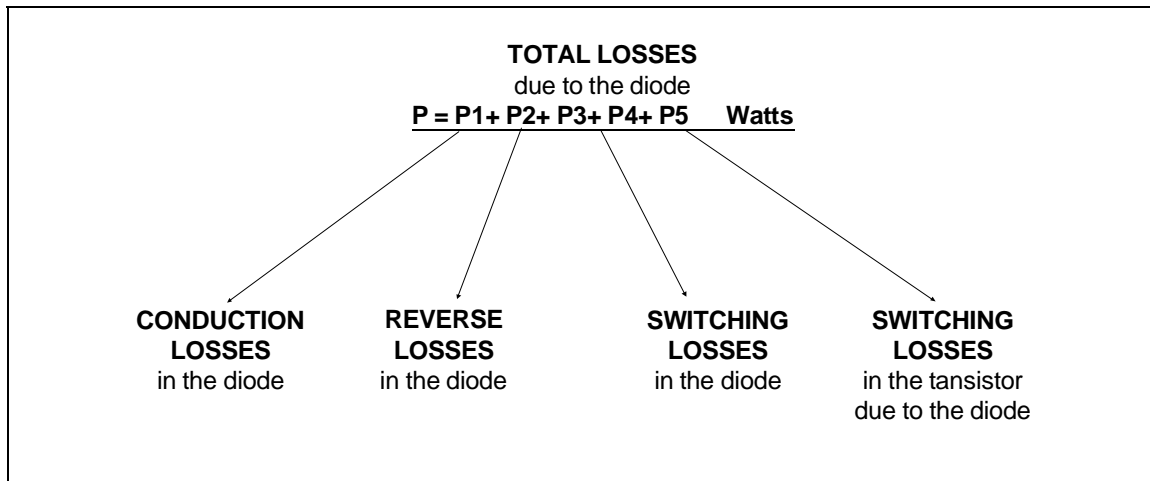 TOTAL LOSSES
due to the diode
P = P1+ P2+ P3+ P4+ P5 Watts
CONDUCTION
LOSSES
in the diode
REVERSE
LOSSES
in the diode
SWITCHING
LOSSES
in the diode
SWITCHING
LOSSES
in the tansistor
due to the diode